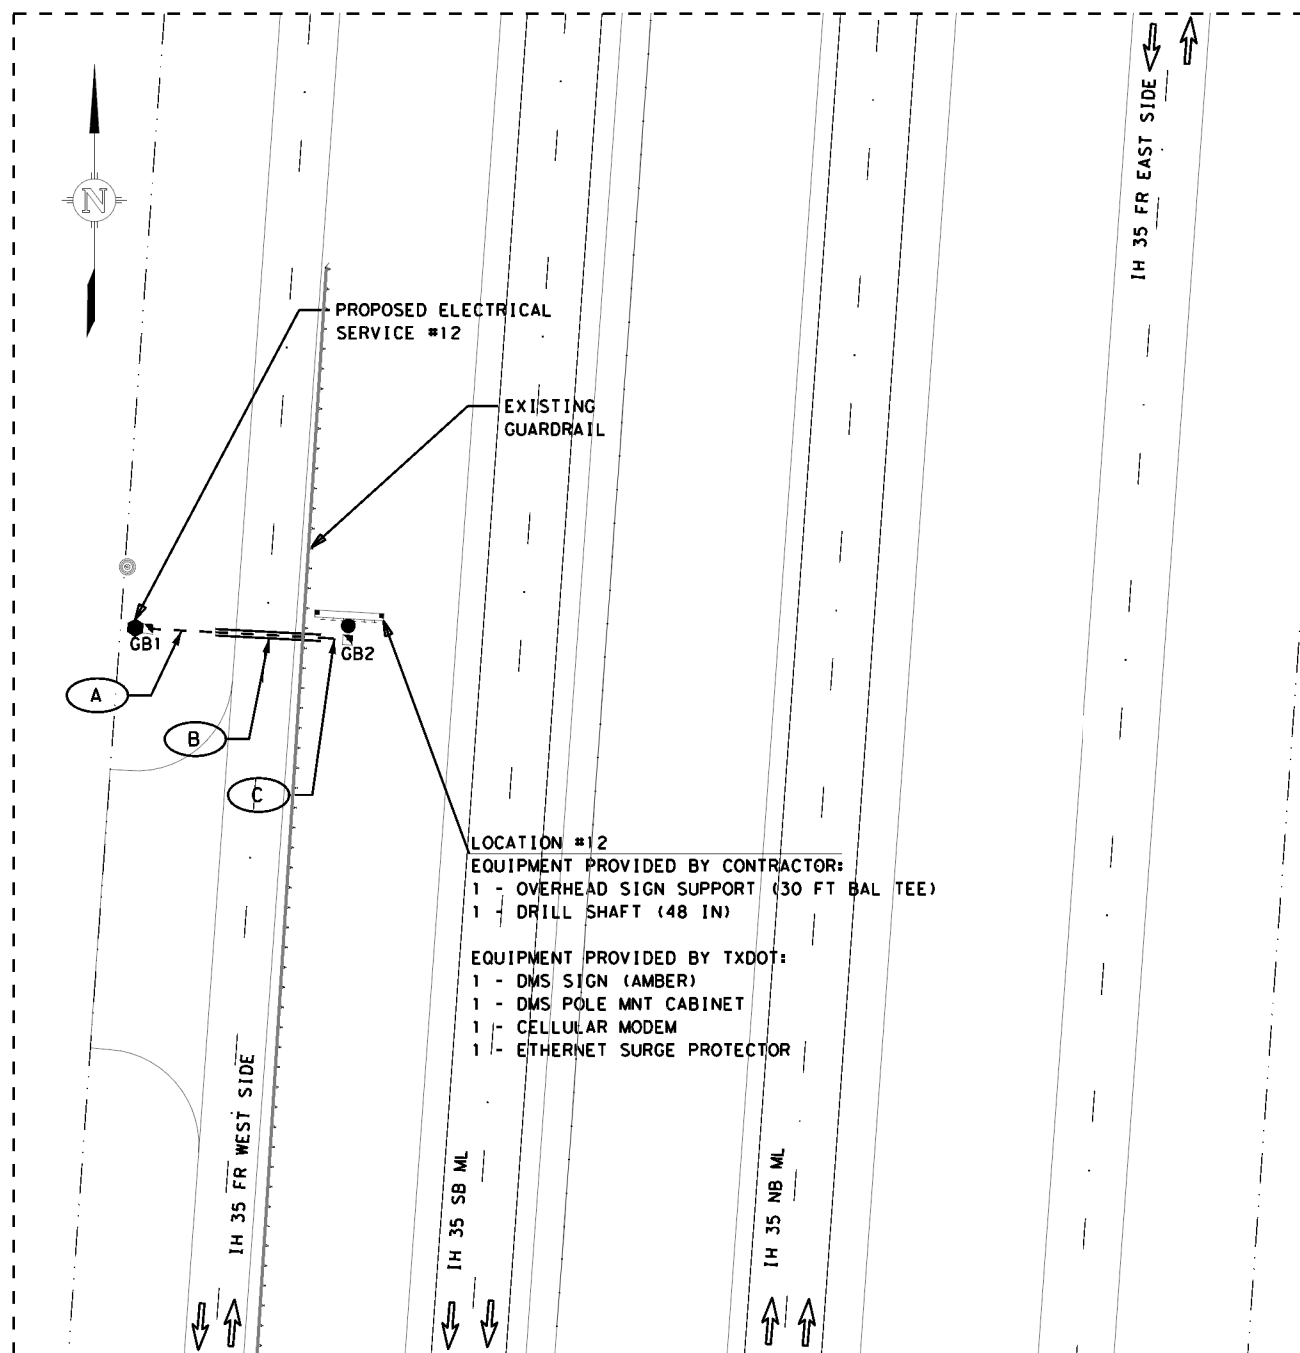 IH 35 FR EAST SIDE
N
PROPOSED ELECTRICAL
SERVICE #12
EXISTING
GUARDRAIL
GB1
GB2
A
B
C
LOCATION #12
EQUIPMENT PROVIDED BY CONTRACTOR:
1 - OVERHEAD SIGN SUPPORT (30 FT BAL TEE)
1 - DRILL SHAFT (48 IN)
EQUIPMENT PROVIDED BY TXDOT:
1 - DMS SIGN (AMBER)
1 - DMS POLE MNT CABINET
1 - CELLULAR MODEM
1 - ETHERNET SURGE PROTECTOR
IH 35 FR WEST SIDE
IH 35 SB ML
IH 35 NB ML